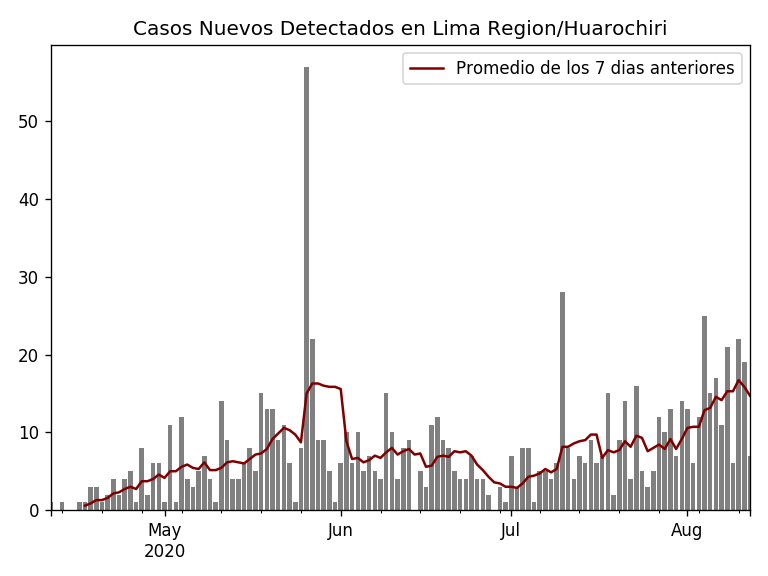 Casos Nuevos Detectados en Lima Region/Huarochiri
Promedio de los 7 dias anteriores
50
40
30
20
10
0
May
2020
Jun
Jul
Aug